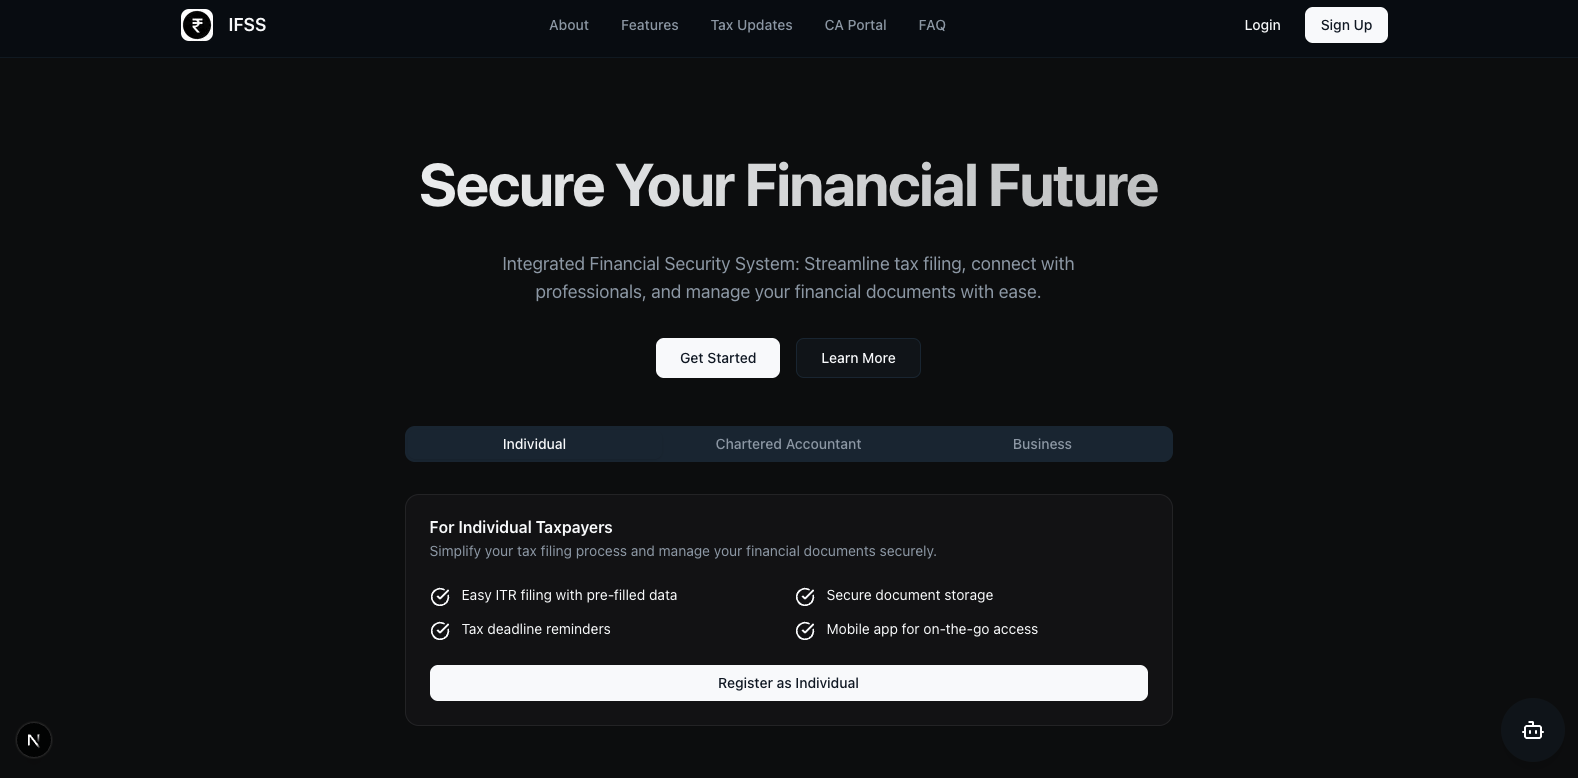 ₹ IFSS
About Features Tax Updates CA Portal FAQ
Login Sign Up
Secure Your Financial Future
Integrated Financial Security System: Streamline tax filing, connect with
professionals, and manage your financial documents with ease.
Get Started Learn More
Individual Chartered Accountant Business
For Individual Taxpayers
Simplify your tax filing process and manage your financial documents securely.
Easy ITR filing with pre-filled data Secure document storage
Tax deadline reminders Mobile app for on-the-go access
Register as Individual
N